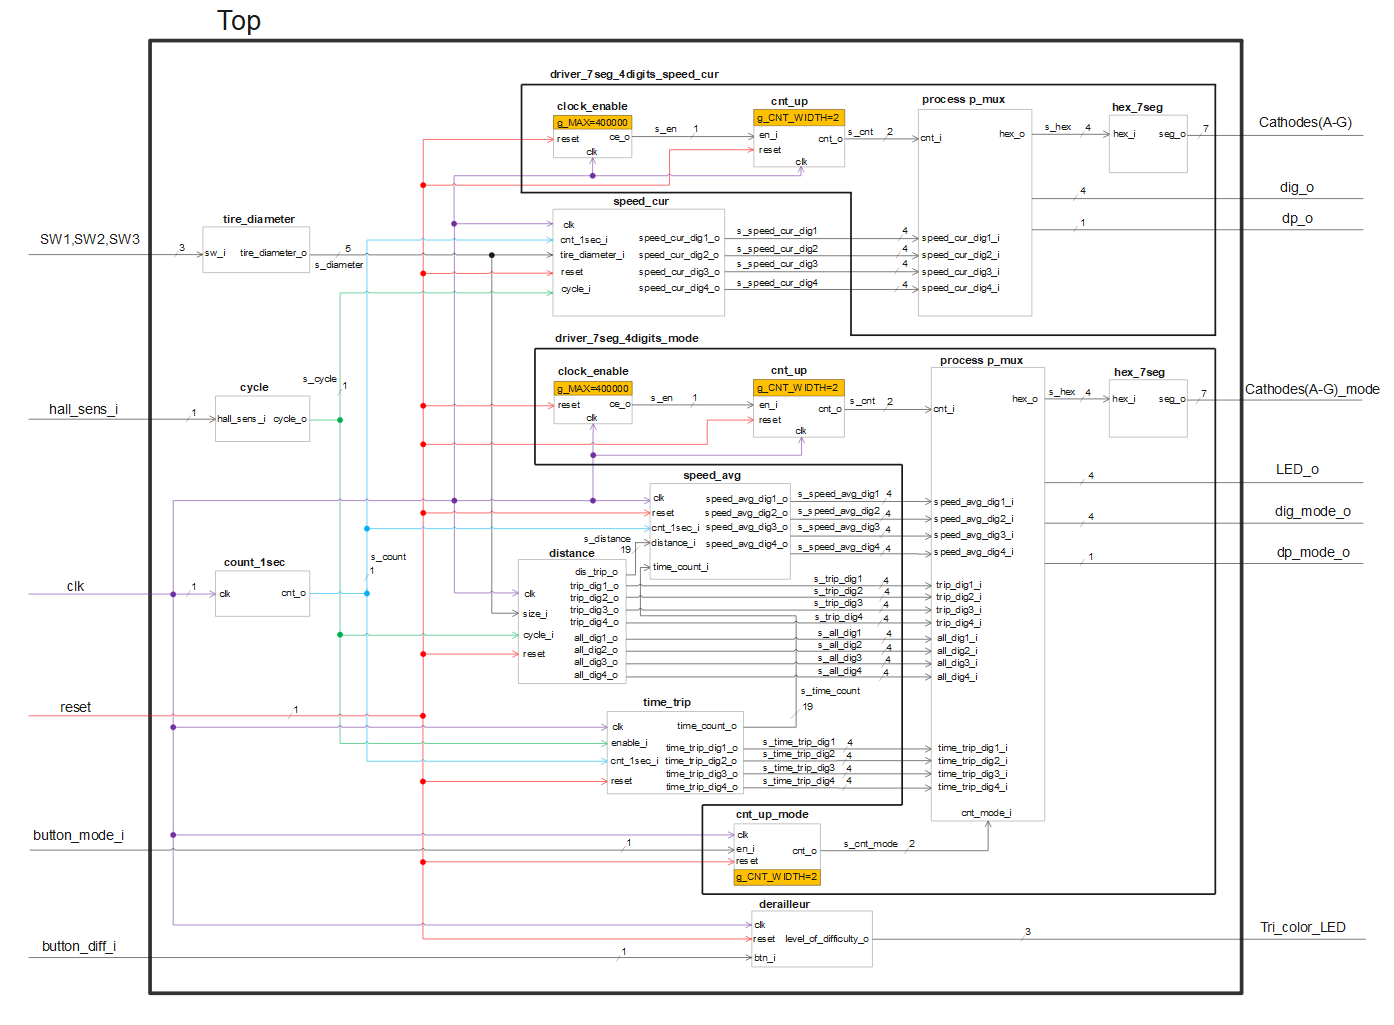 Top
driver_7seg_4digits_speed_cur
clock_enable
g_MAX=400000
reset
ce_o
clk
s_en
1
cnt_up
g_CNT_WIDTH=2
en_i
reset
cnt_o
clk
s_cnt
2
process p_mux
cnt_i
hex_o
speed_cur_dig1_i
speed_cur_dig2_i
speed_cur_dig3_i
speed_cur_dig4_i
s_hex
4
hex_7seg
hex_i
seg_o
7
Cathodes(A-G)
4
dig_o
1
dp_o
SW1,SW2,SW3
3
tire_diameter
sw_i
tire_diameter_o
5
s_diameter
speed_cur
clk
cnt_1sec_i
tire_diameter_i
reset
cycle_i
speed_cur_dig1_o
speed_cur_dig2_o
speed_cur_dig3_o
speed_cur_dig4_o
s_speed_cur_dig1
4
s_speed_cur_dig2
4
s_speed_cur_dig3
4
s_speed_cur_dig4
4
driver_7seg_4digits_mode
clock_enable
g_MAX=400000
reset
ce_o
clk
s_en
1
cnt_up
g_CNT_WIDTH=2
en_i
reset
cnt_o
clk
s_cnt
2
process p_mux
cnt_i
hex_o
speed_avg_dig1_i
speed_avg_dig2_i
speed_avg_dig3_i
speed_avg_dig4_i
trip_dig1_i
trip_dig2_i
trip_dig3_i
trip_dig4_i
all_dig1_i
all_dig2_i
all_dig3_i
all_dig4_i
time_trip_dig1_i
time_trip_dig2_i
time_trip_dig3_i
time_trip_dig4_i
cnt_mode_i
s_hex
4
hex_7seg
hex_i
seg_o
7
Cathodes(A-G)_mode
4
LED_o
4
dig_mode_o
1
dp_mode_o
hall_sens_i
1
cycle
hall_sens_i
cycle_o
s_cycle
1
speed_avg
clk
reset
cnt_1sec_i
distance_i
time_count_i
speed_avg_dig1_o
speed_avg_dig2_o
speed_avg_dig3_o
speed_avg_dig4_o
s_speed_avg_dig1
4
s_speed_avg_dig2
4
s_speed_avg_dig3
4
s_speed_avg_dig4
4
s_distance
19
distance
clk
size_i
cycle_i
reset
dis_trip_o
trip_dig1_o
trip_dig2_o
trip_dig3_o
trip_dig4_o
all_dig1_o
all_dig2_o
all_dig3_o
all_dig4_o
s_trip_dig1
4
s_trip_dig2
4
s_trip_dig3
4
s_trip_dig4
4
s_all_dig1
4
s_all_dig2
4
s_all_dig3
4
s_all_dig4
4
clk
1
count_1sec
clk
cnt_o
s_count
1
s_time_count
19
reset
1
time_trip
clk
enable_i
cnt_1sec_i
reset
time_count_o
time_trip_dig1_o
time_trip_dig2_o
time_trip_dig3_o
time_trip_dig4_o
s_time_trip_dig1
4
s_time_trip_dig2
4
s_time_trip_dig3
4
s_time_trip_dig4
4
button_mode_i
1
cnt_up_mode
clk
en_i
reset
cnt_o
g_CNT_WIDTH=2
s_cnt_mode
2
button_diff_i
1
derailleur
clk
reset
btn_i
level_of_difficulty_o
3
Tri_color_LED